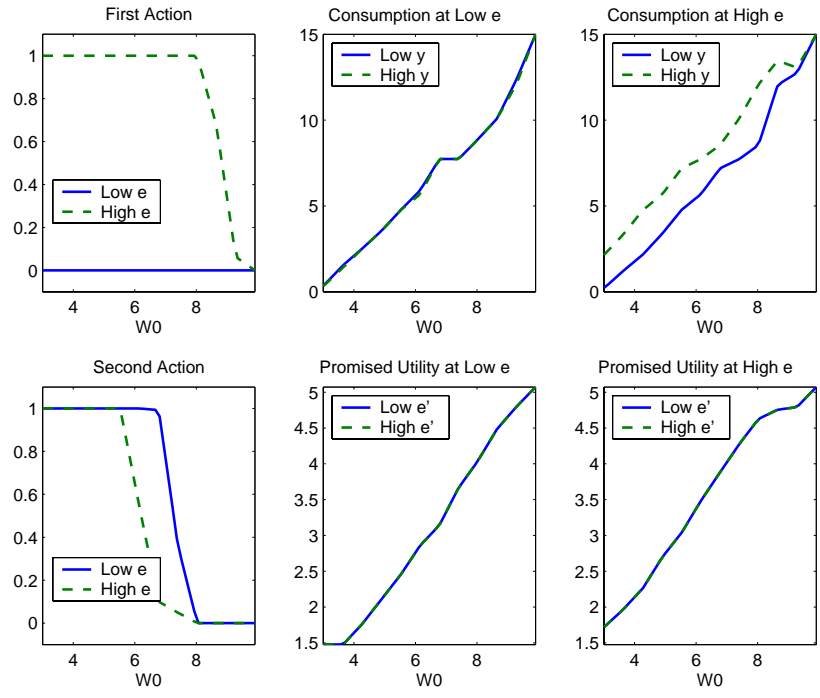 First Action
1
0.8
0.6
0.4
0.2
0
Low e
High e
4
6
8
W0
Consumption at Low e
15
10
5
0
Low y
High y
4
6
8
W0
Consumption at High e
15
10
5
0
Low y
High y
4
6
8
W0
Second Action
1
0.8
0.6
0.4
0.2
0
Low e
High e
4
6
8
W0
Promised Utility at Low e
5
4.5
4
3.5
3
2.5
2
1.5
Low e'
High e'
4
6
8
W0
Promised Utility at High e
5
4.5
4
3.5
3
2.5
2
1.5
Low e'
High e'
4
6
8
W0